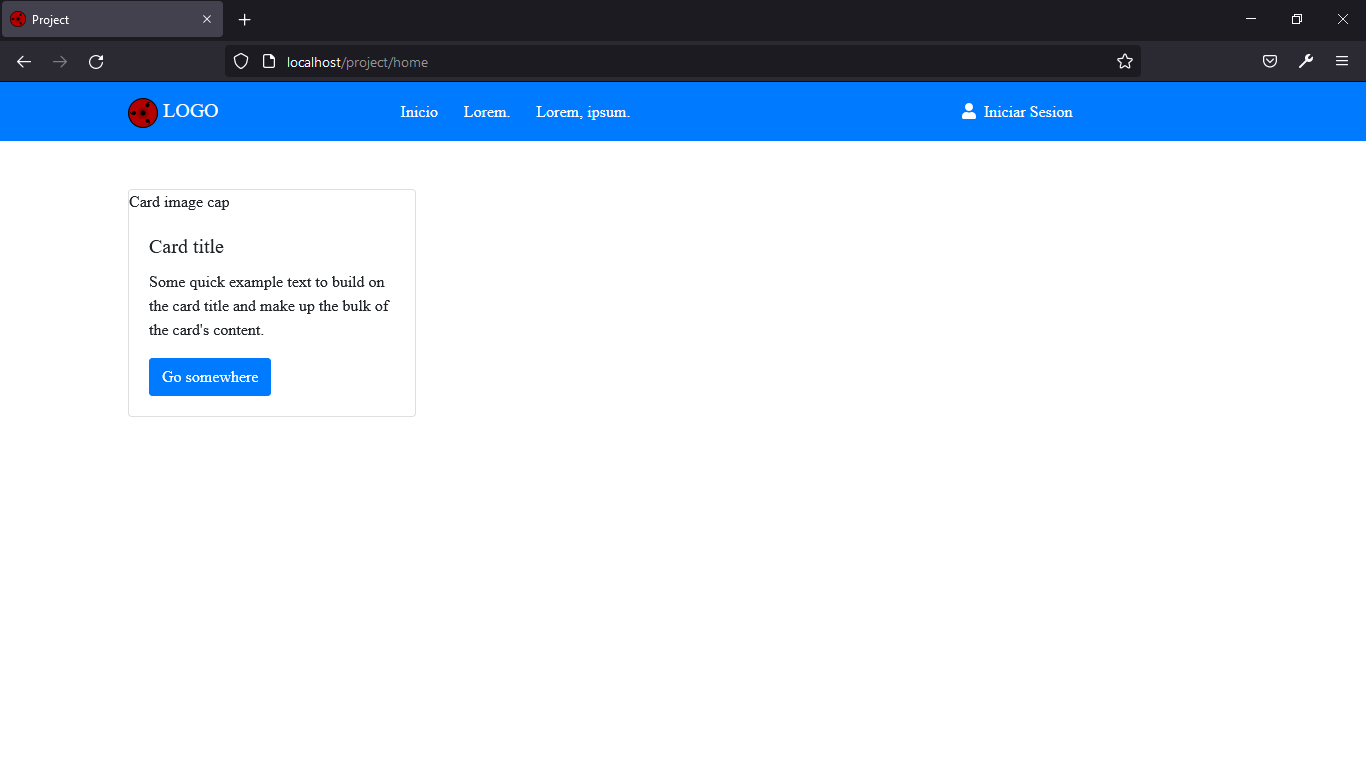 Project
localhost/project/home
LOGO Inicio Lorem. Lorem, ipsum. Iniciar Sesion
Card image cap
Card title
Some quick example text to build on
the card title and make up the bulk of
the card's content.
Go somewhere